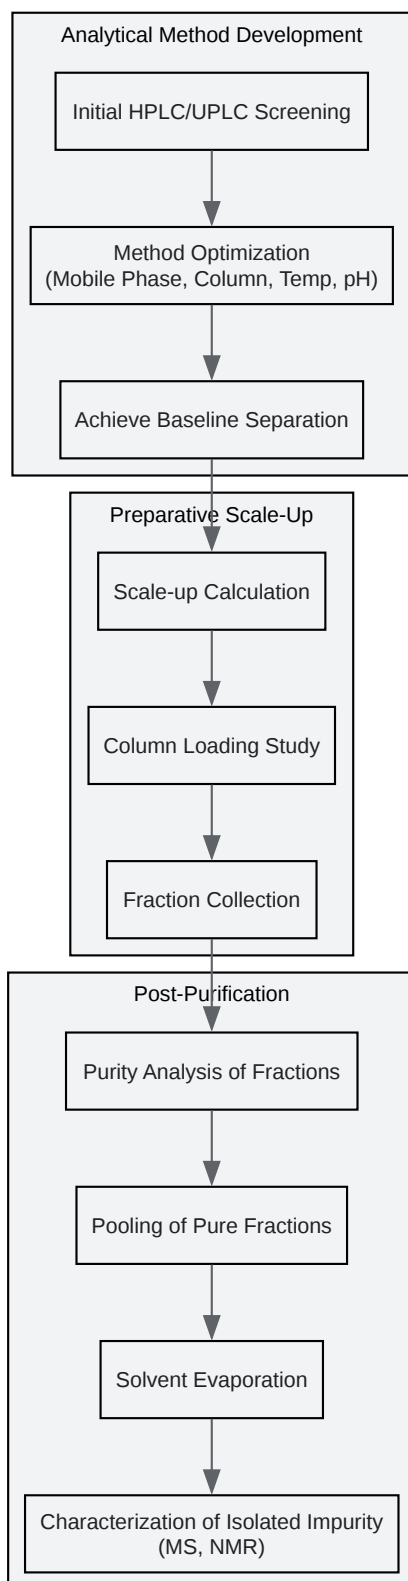 Analytical Method Development
Initial HPLC/UPLC Screening
Method Optimization
(Mobile Phase, Column, Temp, pH)
Achieve Baseline Separation
Preparative Scale-Up
Scale-up Calculation
Column Loading Study
Fraction Collection
Post-Purification
Purity Analysis of Fractions
Pooling of Pure Fractions
Solvent Evaporation
Characterization of Isolated Impurity
(MS, NMR)